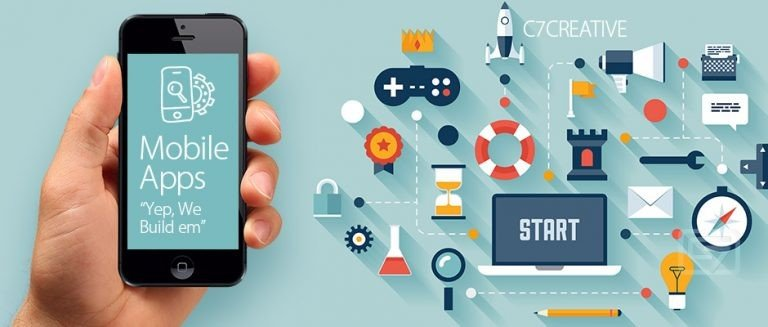 Mobile
Apps
"Yep, We
Build em"
C7CREATIVE
START